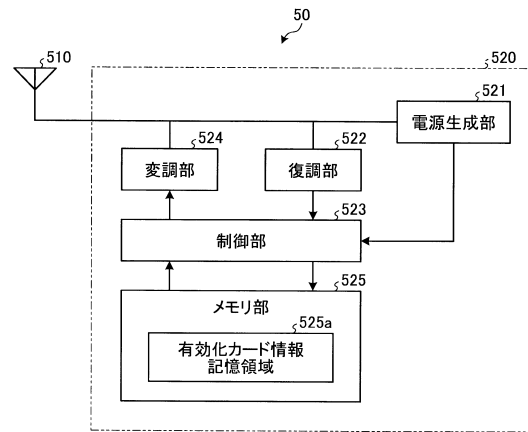 50
510
520
521
電源生成部
524
変調部
522
復調部
523
制御部
525
メモリ部
525a
有効化カード情報
記憶領域